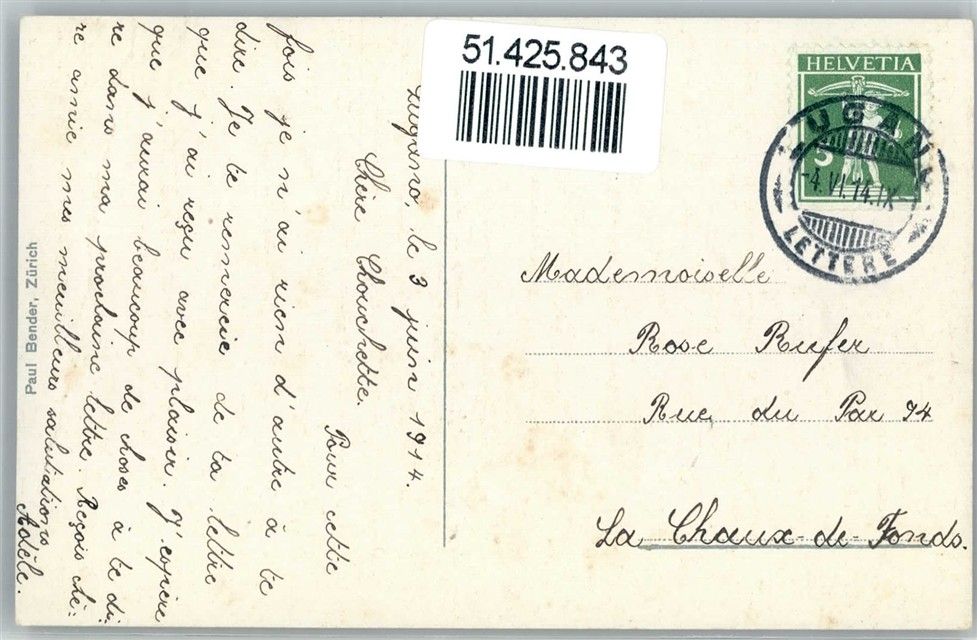 51.425.843
HELVETIA
5
LUGANO
-4.VI.14.IX-
LETTERE
Lugano, le 3 juin 1914.
Chère Chouchette.
Pour cette
fois je n'ai rien d'autre à te
dire. Je te remercie de ta lettre
que j'ai reçu avec plaisir. J'espère
que j'aurai beaucoup de choses à te di-
re dans ma prochaine lettre. Reçois chè-
re amie mes meuilleurs salutations
Adèle.
Paul Bender, Zürich
Mademoiselle
Rose Rufer
Rue, du Par 74
La Chaux-de-Fonds.